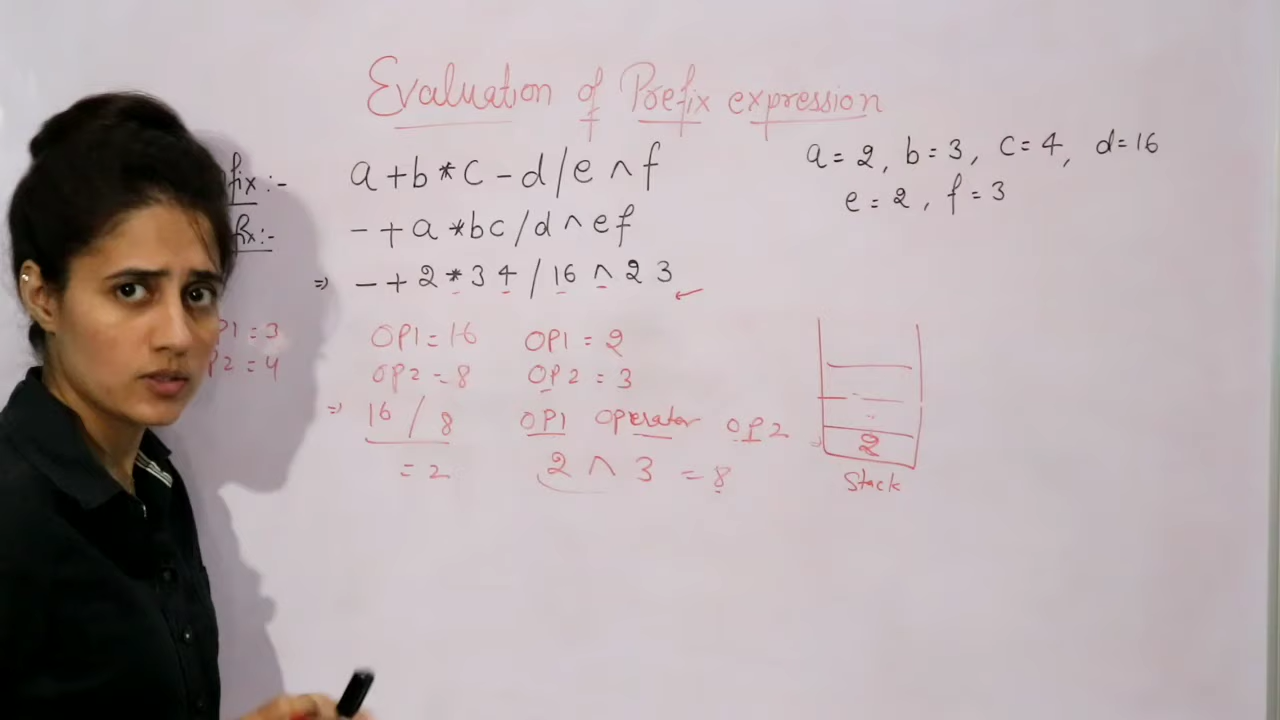 Evaluation of Prefix expression
fix :- a + b * c - d / e ^ f
fix :- - + a * b c / d ^ e f
=> - + 2 * 3 4 / 16 ^ 2 3
a = 2, b = 3, c = 4, d = 16
e = 2, f = 3
P1 = 3
P2 = 4
OP1 = 16
OP2 = 8
=> 16 / 8
= 2
OP1 = 2
OP2 = 3
OP1 operator OP2
2 ^ 3 = 8
2
Stack